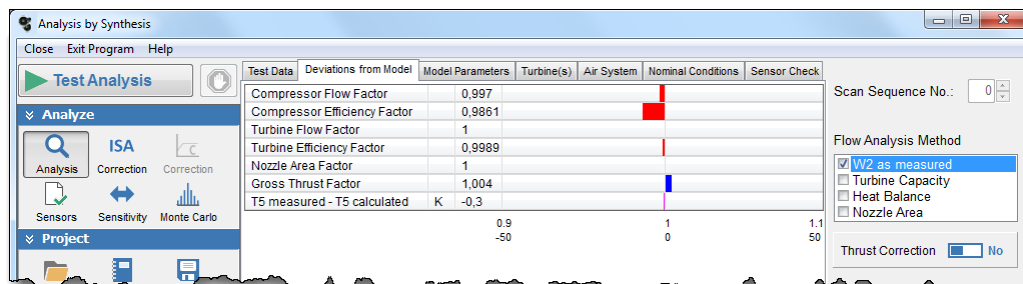 Analysis by Synthesis
Close Exit Program Help
Test Analysis
Analyze
Analysis
ISA
Correction
Correction
Sensors
Sensitivity
Monte Carlo
Project
Test Data
Deviations from Model
Model Parameters
Turbine(s)
Air System
Nominal Conditions
Sensor Check
Compressor Flow Factor 0,997
Compressor Efficiency Factor 0,9861
Turbine Flow Factor 1
Turbine Efficiency Factor 0,9989
Nozzle Area Factor 1
Gross Thrust Factor 1,004
T5 measured - T5 calculated K -0,3
0.9 1 1.1
-50 0 50
Scan Sequence No.: 0
Flow Analysis Method
W2 as measured
Turbine Capacity
Heat Balance
Nozzle Area
Thrust Correction No